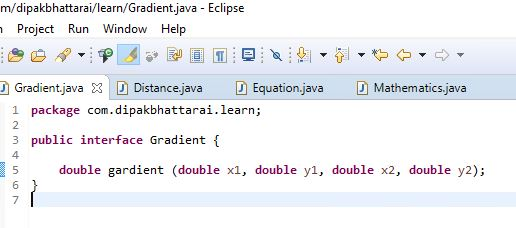 m/dipakbhattarai/learn/Gradient.java - Eclipse
Project Run Window Help
Gradient.java Distance.java Equation.java Mathematics.java
1 package com.dipakbhattarai.learn;
2
3 public interface Gradient {
4
5 double gardient (double x1, double y1, double x2, double y2);
6 }
7